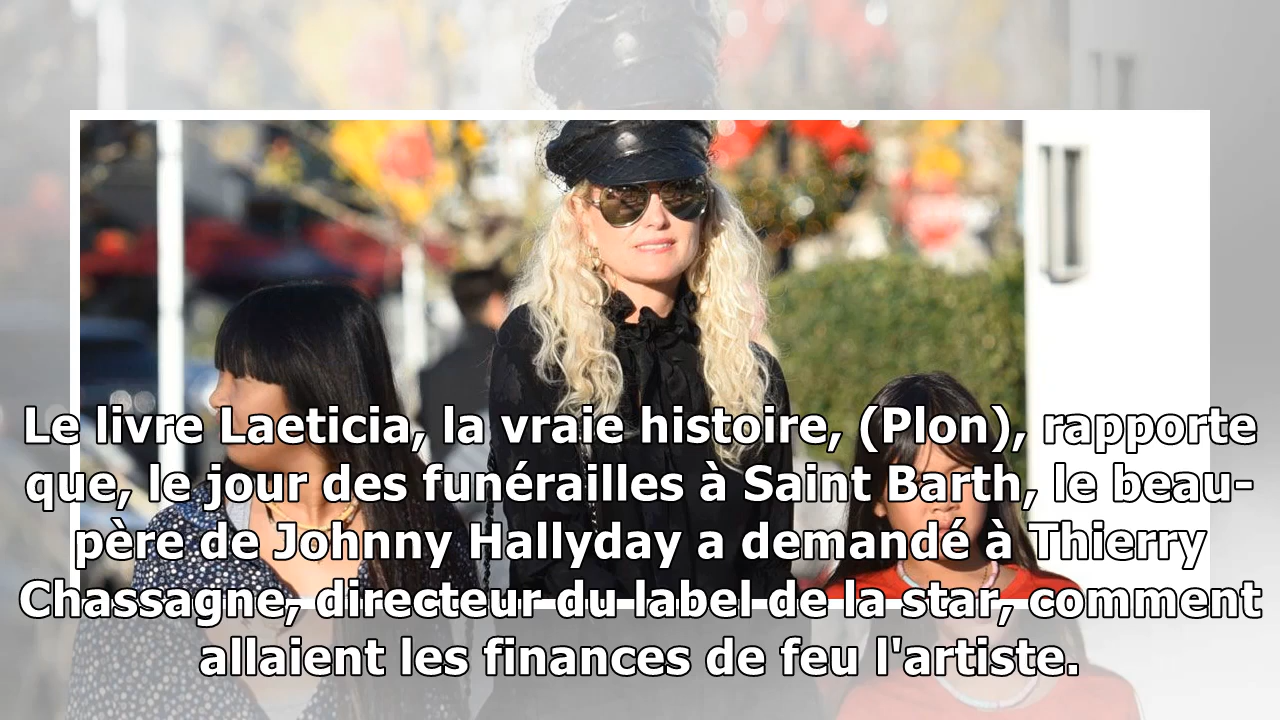 Le livre Laeticia, la vraie histoire, (Plon), rapporte
que, le jour des funérailles à Saint Barth, le beau-
père de Johnny Hallyday a demandé à Thierry
Chassagne, directeur du label de la star, comment
allaient les finances de feu l'artiste.